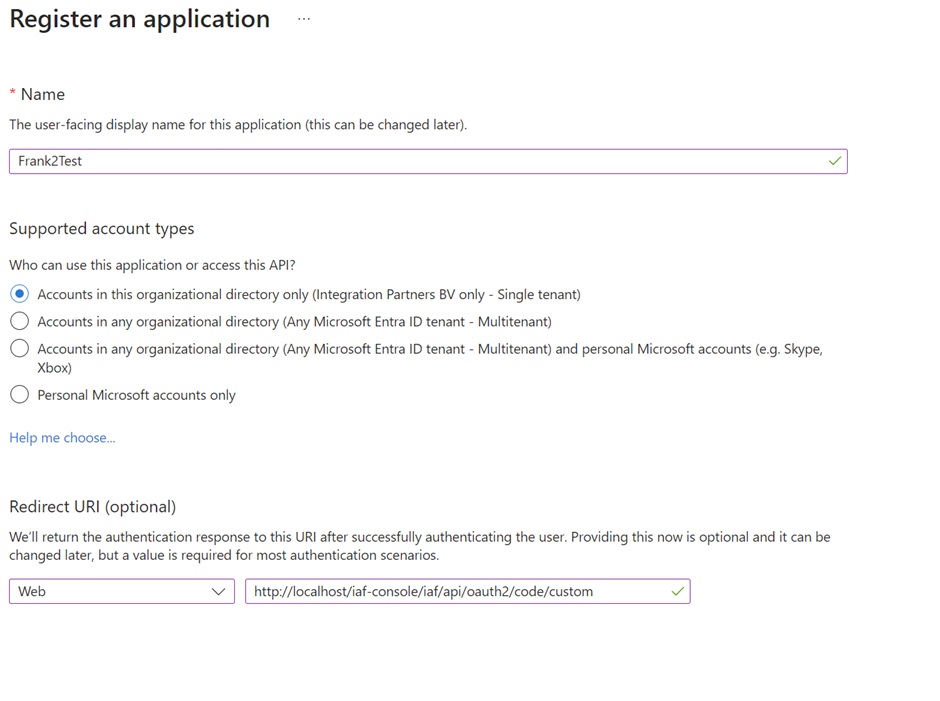 Register an application ...
* Name
The user-facing display name for this application (this can be changed later).
Frank2Test
Supported account types
Who can use this application or access this API?
Accounts in this organizational directory only (Integration Partners BV only - Single tenant)
Accounts in any organizational directory (Any Microsoft Entra ID tenant - Multitenant)
Accounts in any organizational directory (Any Microsoft Entra ID tenant - Multitenant) and personal Microsoft accounts (e.g. Skype,
Xbox)
Personal Microsoft accounts only
Help me choose...
Redirect URI (optional)
We'll return the authentication response to this URI after successfully authenticating the user. Providing this now is optional and it can be
changed later, but a value is required for most authentication scenarios.
Web http://localhost/iaf-console/iaf/api/oauth2/code/custom